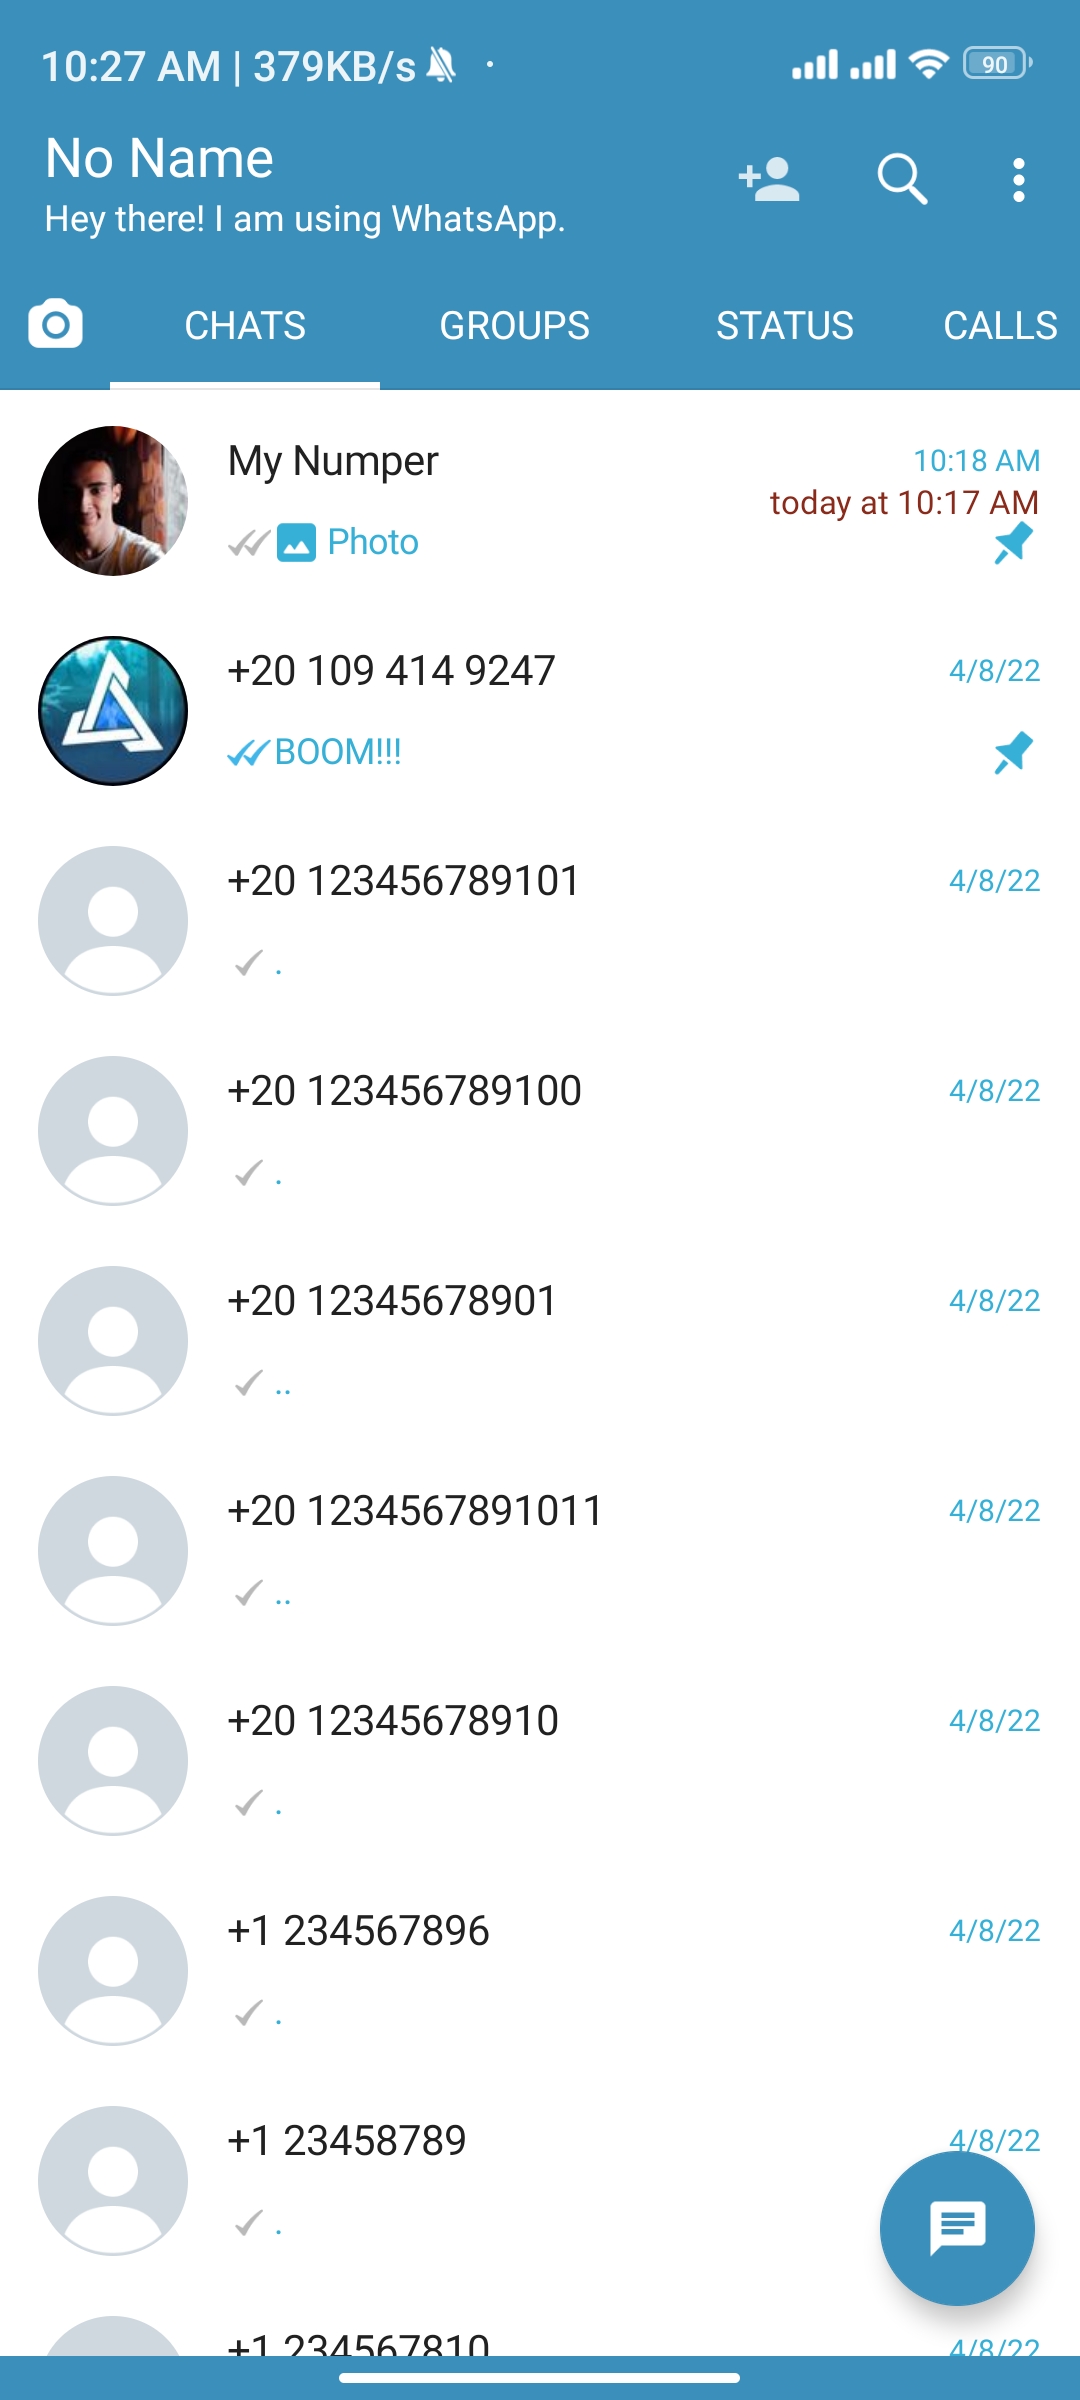 10:27 AM | 379KB/s
90
No Name
Hey there! I am using WhatsApp.
CHATS GROUPS STATUS CALLS
My Numper 10:18 AM
today at 10:17 AM
Photo
+20 109 414 9247 4/8/22
BOOM!!!
+20 123456789101 4/8/22
.
+20 123456789100 4/8/22
.
+20 12345678901 4/8/22
..
+20 1234567891011 4/8/22
..
+20 12345678910 4/8/22
.
+1 234567896 4/8/22
.
+1 23458789 4/8/22
.
+1 234567810 4/8/22